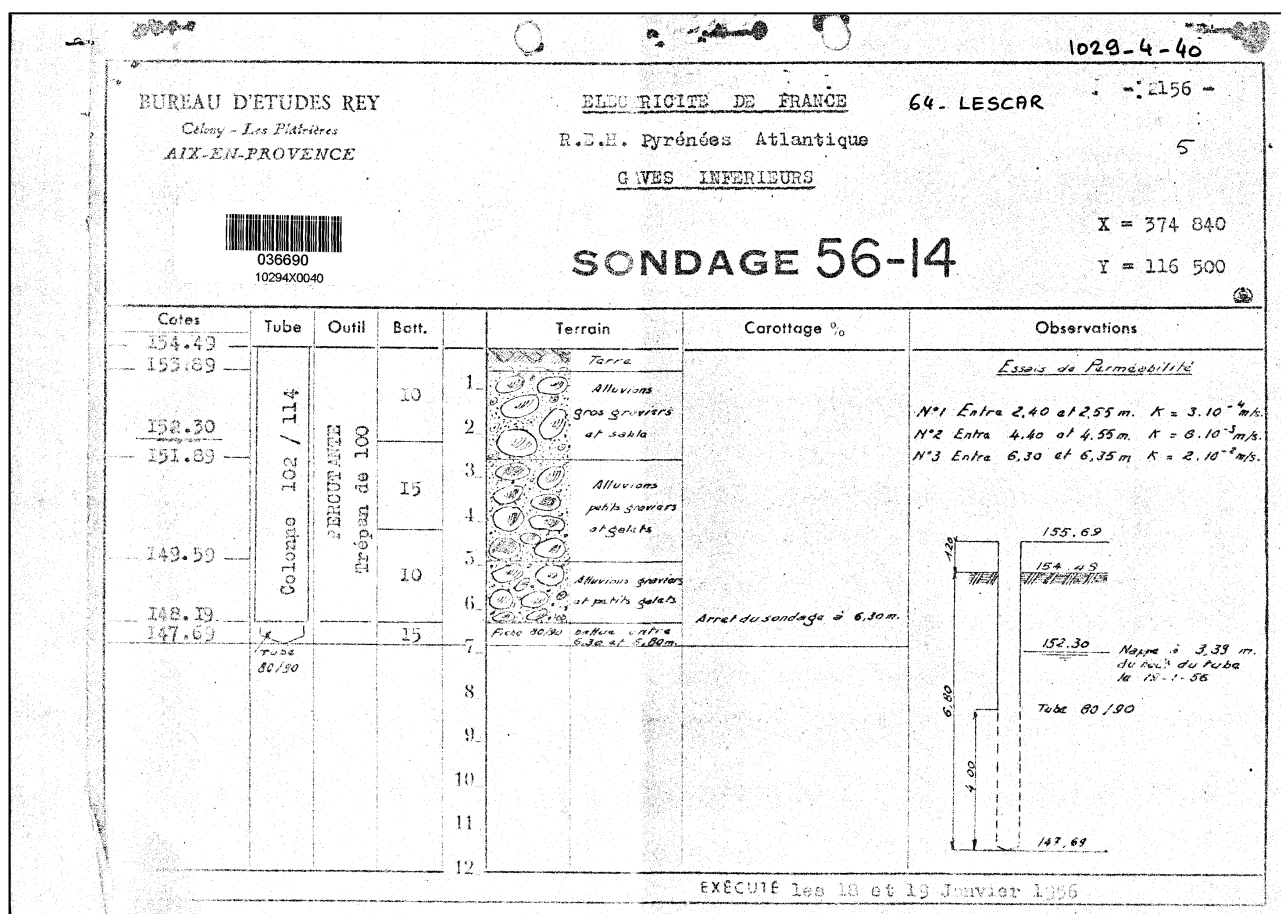 1029-4-40
BUREAU D'ETUDES REY
Célony - Les Platrières
AIX-EN-PROVENCE
ELECTRICITE DE FRANCE
R.E.H. Pyrénées Atlantique
GAVES INFERIEURS
64- LESCAR
2156 -
5
036690
10294X0040
SONDAGE 56-14
X = 374 840
Y = 116 500
Cotes Tube Outil Batt. Terrain Carottage % Observations
154.49
153.89
152.30
151.89
149.59
148.19
147.69
Colonne 102 / 114
Tube
80/90
PERCUTANTE
Trépan de 100
10
15
10
15
1
2
3
4
5
6
7
8
9
10
11
12
Terre
Alluvions
gros graviers
et sable
Alluvions
petits graviers
et galets
Alluvions graviers
et petits galets
Fiche 80/90 battue entre
6.30 et 6.80m.
Arret du sondage à 6,30m.
Essais de Perméabilité
N°1 Entre 2,40 et 2,55 m. K = 3.10⁻⁴ m/s.
N°2 Entre 4.40 et 4.55 m. K = 8.10⁻³ m/s.
N°3 Entre 6,30 et 6,35 m K = 2.10⁻² m/s.
155.69
1.20
154.49
152.30
Nappe à 3,39 m.
du haut du tube
le 19-1-56
6,80
Tube 80/90
4.00
147,69
EXÉCUTÉ les 18 et 19 Janvier 1956